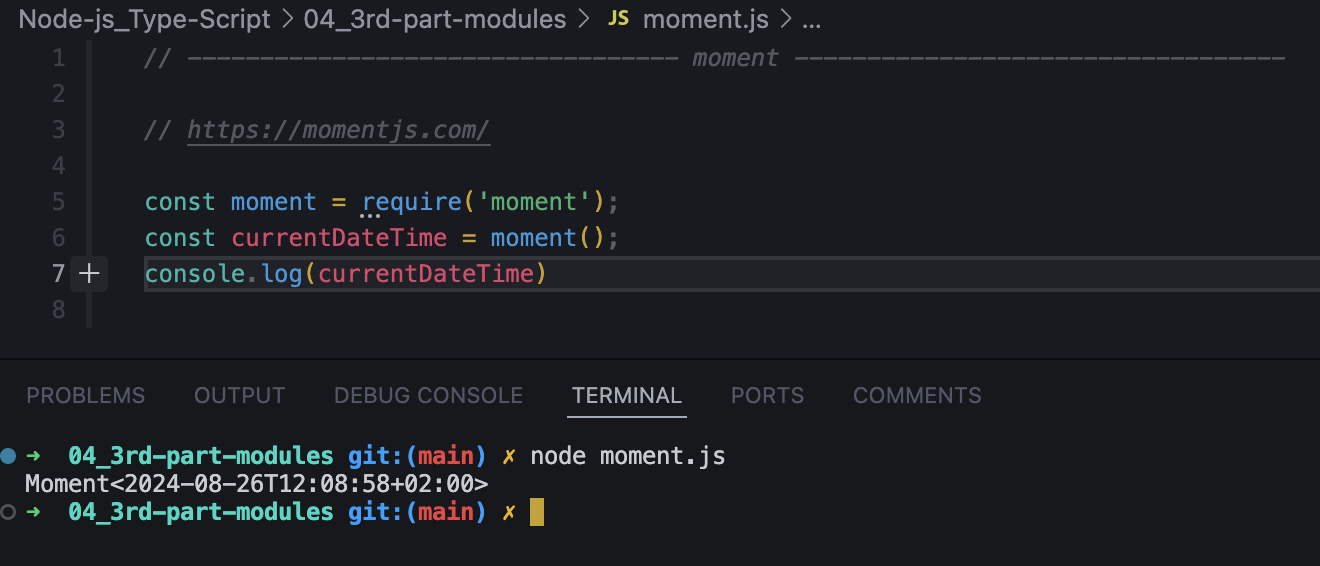 Node-js_Type-Script > 04_3rd-part-modules > JS moment.js > ...
1 // ---------------------------------- moment ----------------------------------
2
3 // https://momentjs.com/
4
5 const moment = require('moment');
6 const currentDateTime = moment();
7 + console.log(currentDateTime)
8
PROBLEMS OUTPUT DEBUG CONSOLE TERMINAL PORTS COMMENTS
➜ 04_3rd-part-modules git:(main) ✗ node moment.js
Moment<2024-08-26T12:08:58+02:00>
➜ 04_3rd-part-modules git:(main) ✗